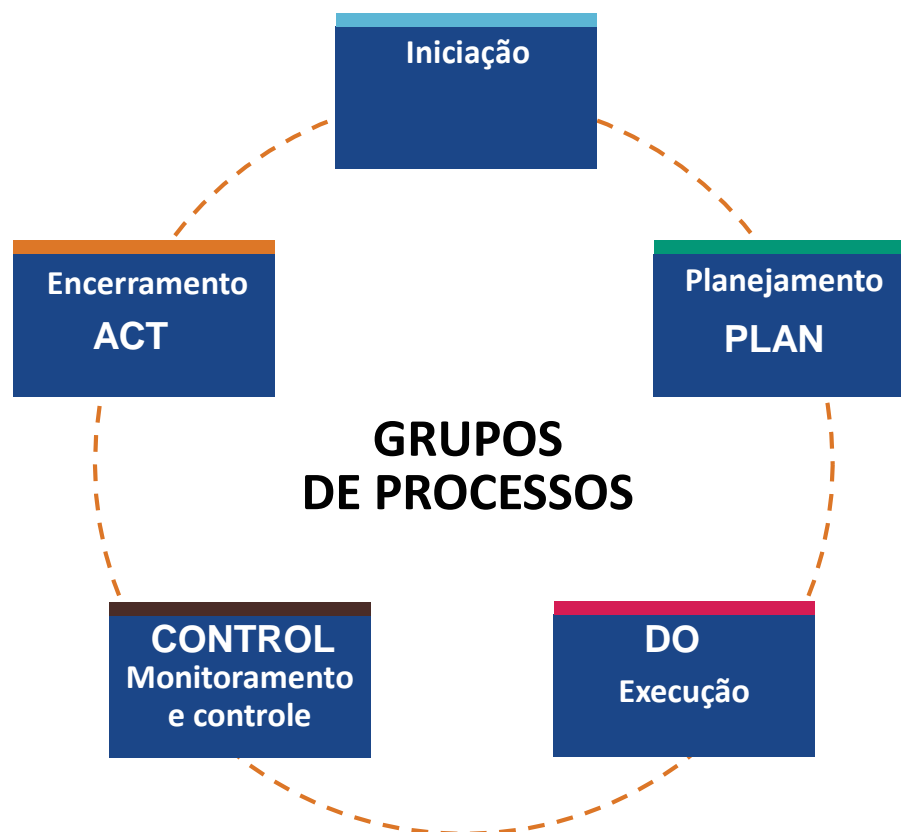 Iniciação
Encerramento
ACT
Planejamento
PLAN
GRUPOS
DE PROCESSOS
CONTROL
Monitoramento
e controle
DO
Execução